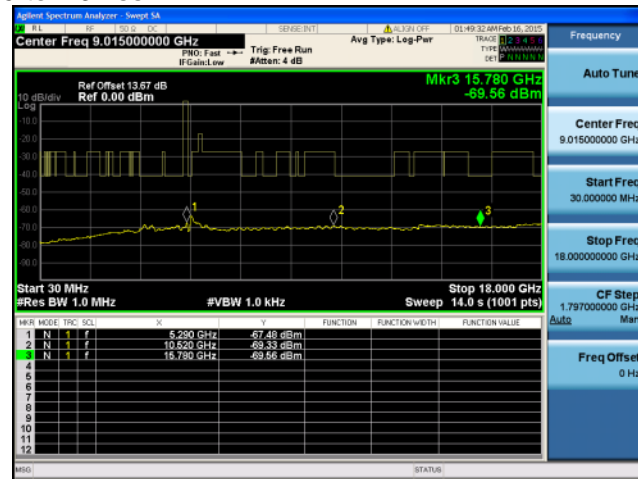 Agilent Spectrum Analyzer - Swept SA
RL RF 50 Ω DC SENSE:INT ALIGN OFF 01:49:32 AM Feb 16, 2015
Center Freq 9.015000000 GHz
PNO: Fast
IFGain:Low
Trig: Free Run
#Atten: 4 dB
Avg Type: Log-Pwr
TRACE 1 2 3 4 5 6
TYPE
DET P N N N N N
Frequency
Auto Tune
Ref Offset 13.67 dB
10 dB/div Ref 0.00 dBm
Log
Mkr3 15.780 GHz
-69.56 dBm
-10.0
-20.0
-30.0
-40.0
-50.0
-60.0
-70.0
-80.0
-90.0
1
2
3
Center Freq
9.015000000 GHz
Start Freq
30.000000 MHz
Stop Freq
18.000000000 GHz
Start 30 MHz Stop 18.000 GHz
#Res BW 1.0 MHz #VBW 1.0 kHz Sweep 14.0 s (1001 pts)
CF Step
1.797000000 GHz
Auto Man
Freq Offset
0 Hz
MKR MODE TRC SCL X Y FUNCTION FUNCTION WIDTH FUNCTION VALUE
1 N 1 f 5.290 GHz -67.48 dBm
2 N 1 f 10.520 GHz -69.33 dBm
3 N 1 f 15.780 GHz -69.56 dBm
4
5
6
7
8
9
10
11
12
MSG STATUS